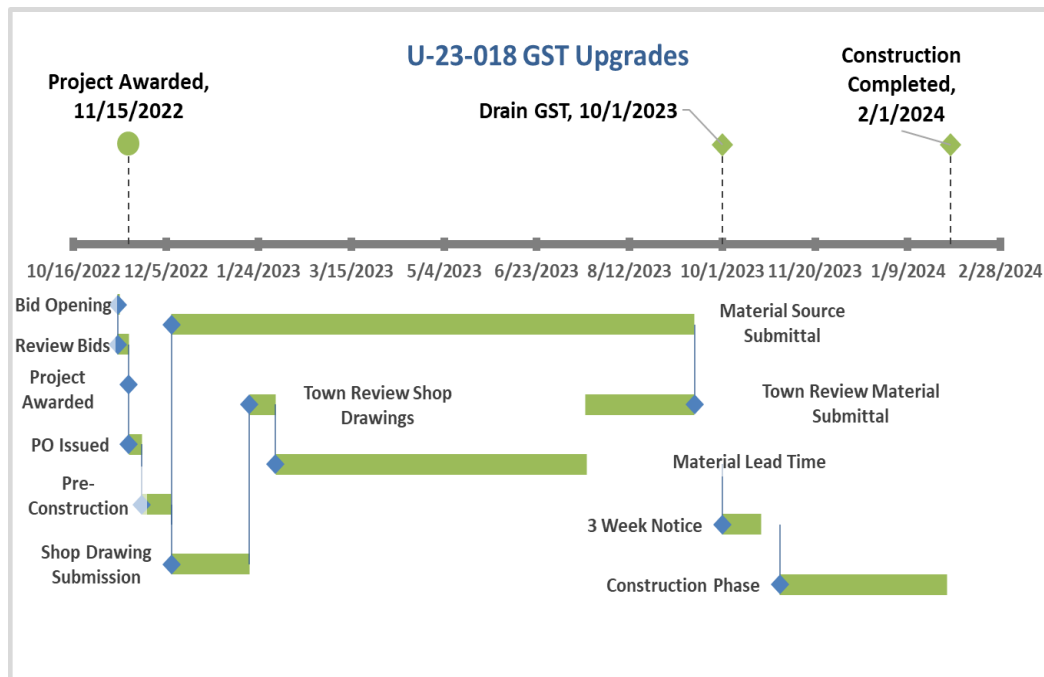 U-23-018 GST Upgrades
Project Awarded,
11/15/2022
Drain GST, 10/1/2023
Construction
Completed,
2/1/2024
10/16/2022 12/5/2022 1/24/2023 3/15/2023 5/4/2023 6/23/2023 8/12/2023 10/1/2023 11/20/2023 1/9/2024 2/28/2024
Bid Opening
Material Source
Submittal
Review Bids
Project
Awarded
Town Review Shop
Drawings
Town Review Material
Submittal
PO Issued
Material Lead Time
Pre-
Construction
3 Week Notice
Shop Drawing
Submission
Construction Phase